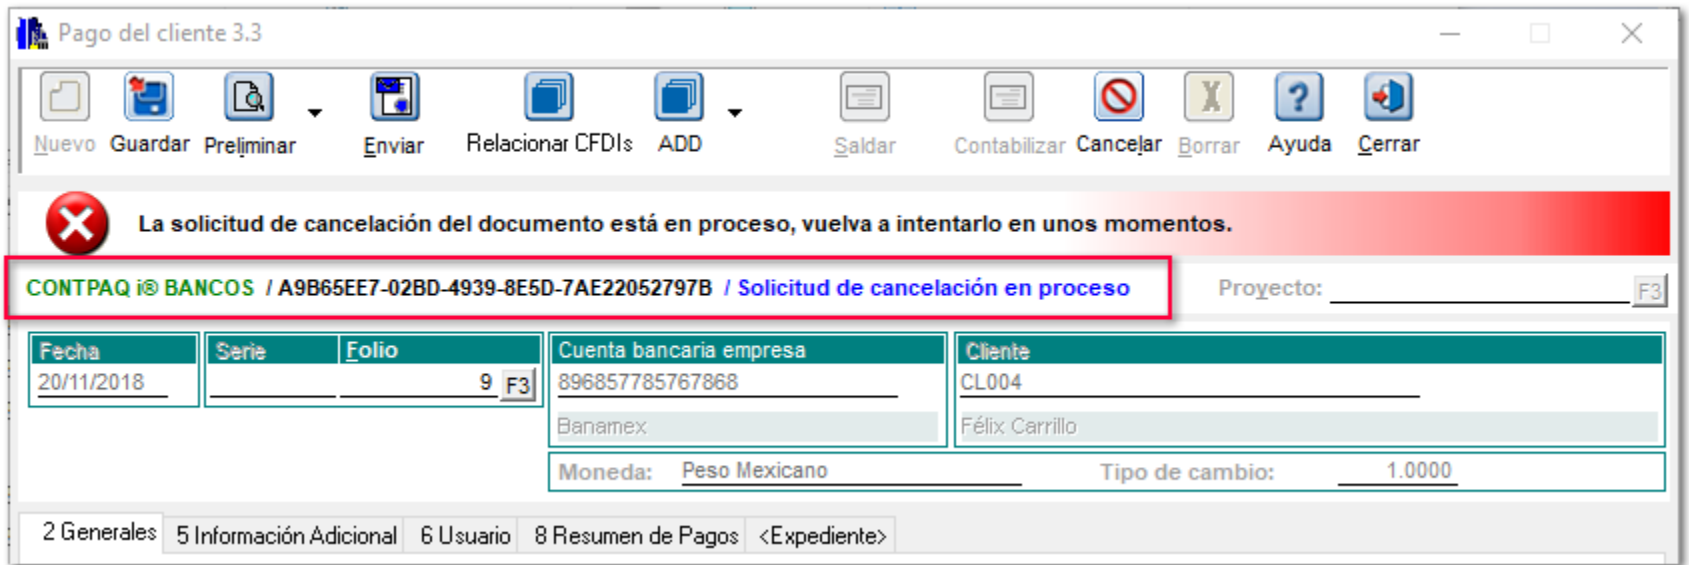 Pago del cliente 3.3
Nuevo Guardar Preliminar Enviar Relacionar CFDIs ADD Saldar Contabilizar Cancelar Borrar Ayuda Cerrar
La solicitud de cancelación del documento está en proceso, vuelva a intentarlo en unos momentos.
CONTPAQ i® BANCOS / A9B65EE7-02BD-4939-8E5D-7AE22052797B / Solicitud de cancelación en proceso Proyecto: F3
Fecha Serie Folio Cuenta bancaria empresa Cliente
20/11/2018 9 F3 896857785767868 CL004
Banamex Félix Carrillo
Moneda: Peso Mexicano Tipo de cambio: 1.0000
2 Generales 5 Información Adicional 6 Usuario 8 Resumen de Pagos <Expediente>